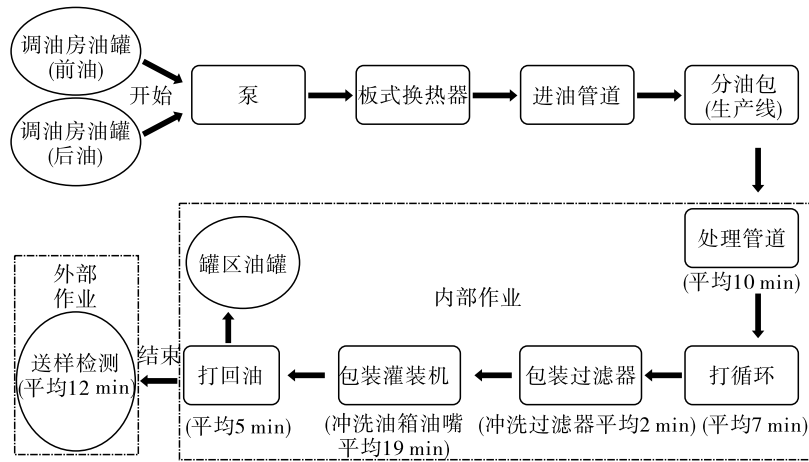 调油房油罐
(前油)
开始
调油房油罐
(后油)
泵
板式换热器
进油管道
分油包
(生产线)
处理管道
(平均10 min)
内部作业
罐区油罐
外部
作业
送样检测
(平均12 min)
结束
打回油
(平均5 min)
包装灌装机
(冲洗油箱油嘴
平均19 min)
包装过滤器
(冲洗过滤器平均2 min)
打循环
(平均7 min)